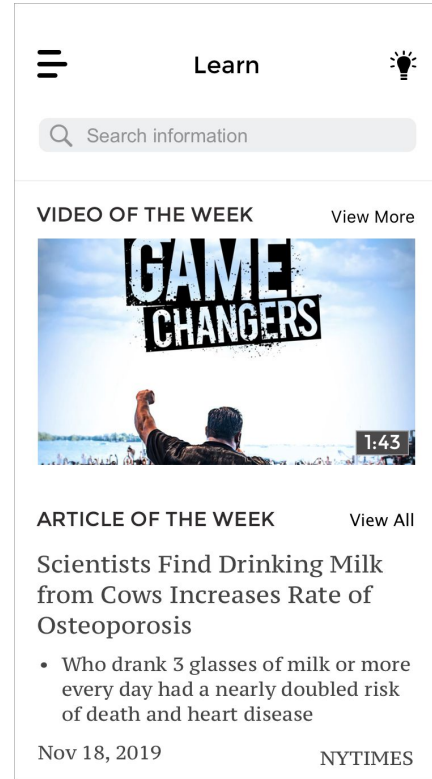 Learn
Search information
VIDEO OF THE WEEK View More
GAME
CHANGERS
1:43
ARTICLE OF THE WEEK View All
Scientists Find Drinking Milk
from Cows Increases Rate of
Osteoporosis
• Who drank 3 glasses of milk or more
every day had a nearly doubled risk
of death and heart disease
Nov 18, 2019 NYTIMES